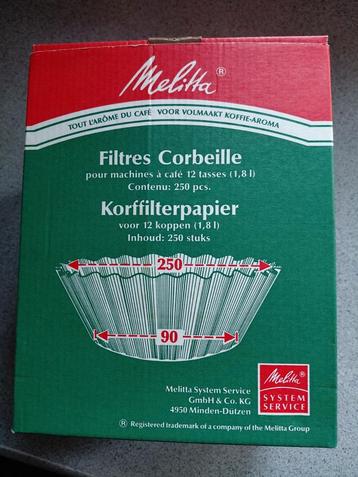 Melitta®
TOUT L'ARÔME DU CAFÉ VOOR VOLMAAKT KOFFIE-AROMA
Filtres Corbeille
pour machines à café 12 tasses (1,8 l)
Contenu: 250 pcs.
Korffilterpapier
voor 12 koppen (1,8 l)
Inhoud: 250 stuks
250
90
Melitta
SYSTEM
SERVICE
Melitta System Service
GmbH & Co. KG
4950 Minden-Dützen
® Registered trademark of a company of the Melitta Group